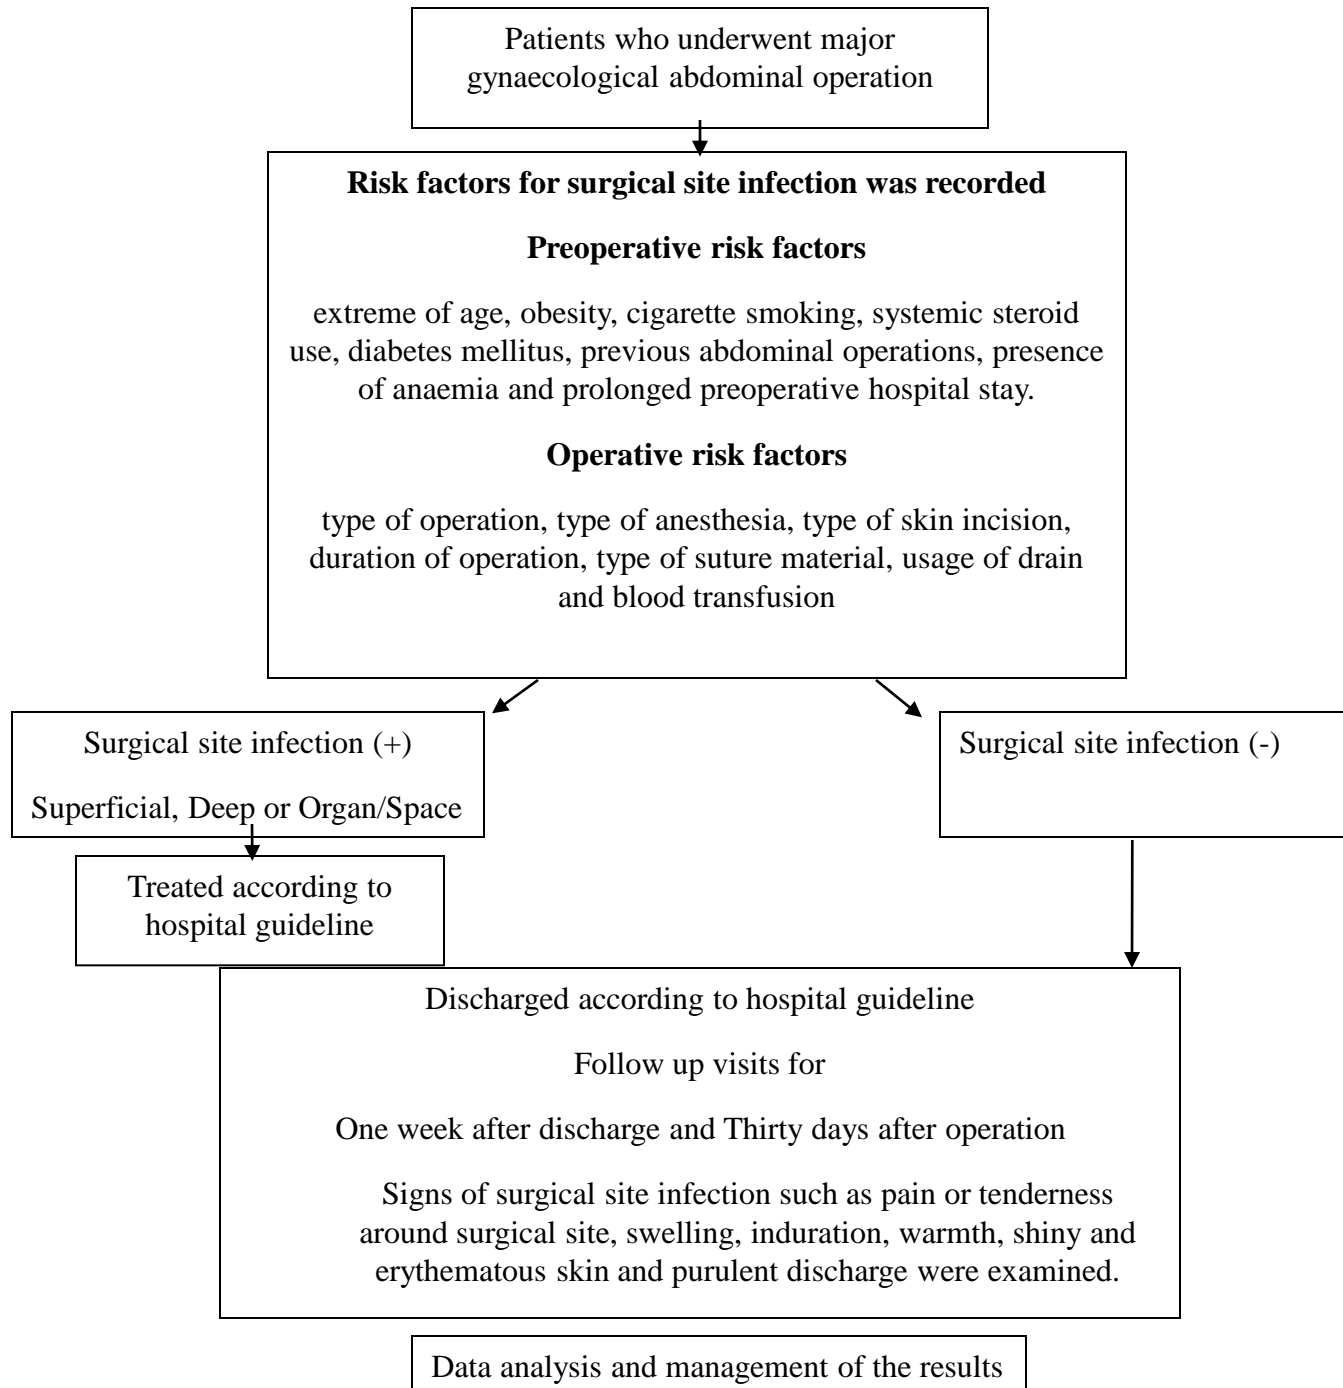 Patients who underwent major
gynaecological abdominal operation
Risk factors for surgical site infection was recorded
Preoperative risk factors
extreme of age, obesity, cigarette smoking, systemic steroid
use, diabetes mellitus, previous abdominal operations, presence
of anaemia and prolonged preoperative hospital stay.
Operative risk factors
type of operation, type of anesthesia, type of skin incision,
duration of operation, type of suture material, usage of drain
and blood transfusion
Surgical site infection (+)
Superficial, Deep or Organ/Space
Surgical site infection (-)
Treated according to
hospital guideline
Discharged according to hospital guideline
Follow up visits for
One week after discharge and Thirty days after operation
Signs of surgical site infection such as pain or tenderness
around surgical site, swelling, induration, warmth, shiny and
erythematous skin and purulent discharge were examined.
Data analysis and management of the results